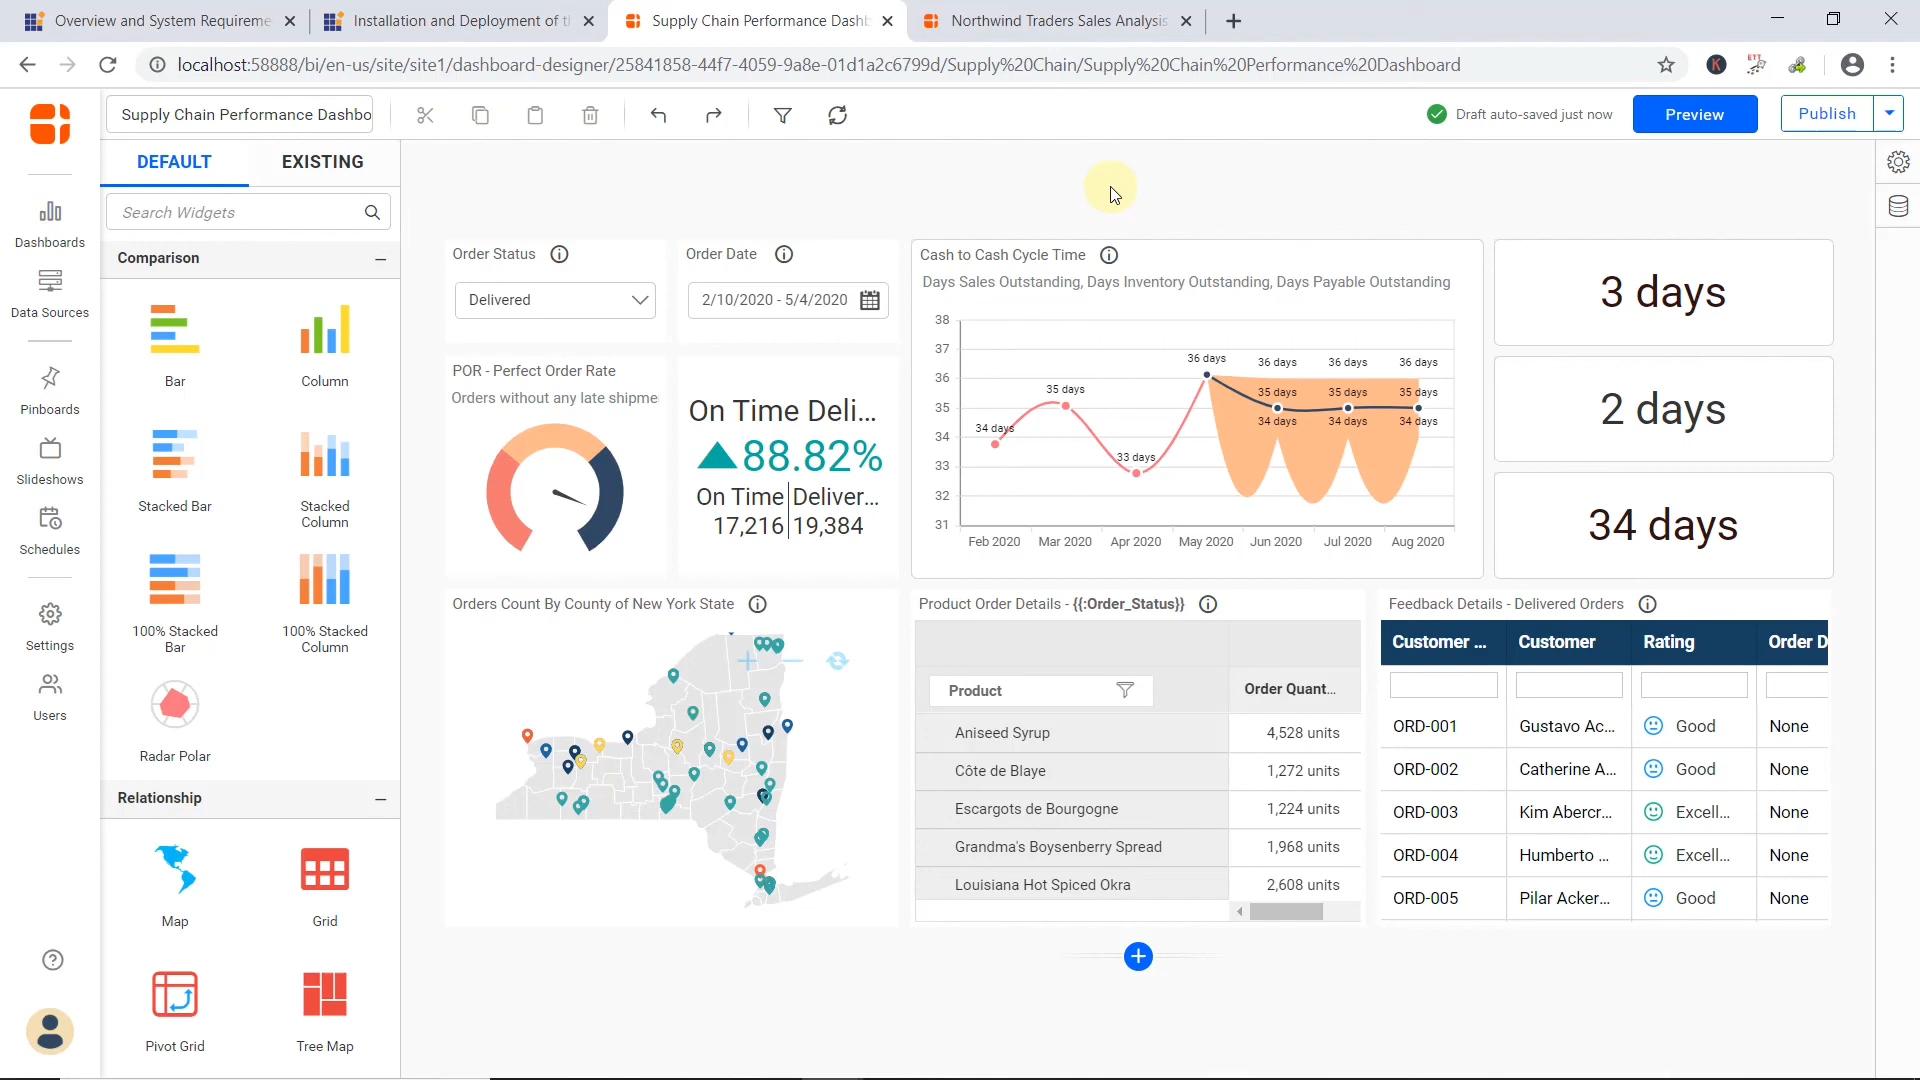 Overview and System Requireme
Installation and Deployment of t
Supply Chain Performance Dashb
Northwind Traders Sales Analysis
localhost:58888/bi/en-us/site/site1/dashboard-designer/25841858-44f7-4059-9a8e-01d1a2c6799d/Supply%20Chain/Supply%20Chain%20Performance%20Dashboard
K
ETT
Supply Chain Performance Dashbo
Draft auto-saved just now
Preview
Publish
Dashboards
Data Sources
Pinboards
Slideshows
Schedules
Settings
Users
DEFAULT
EXISTING
Search Widgets
Comparison
Bar
Column
Stacked Bar
Stacked
Column
100% Stacked
Bar
100% Stacked
Column
Radar Polar
Relationship
Map
Grid
Pivot Grid
Tree Map
Order Status
Delivered
Order Date
2/10/2020 - 5/4/2020
POR - Perfect Order Rate
Orders without any late shipme
On Time Deli...
88.82%
On Time Deliver...
17,216 19,384
Cash to Cash Cycle Time
Days Sales Outstanding, Days Inventory Outstanding, Days Payable Outstanding
38
37
36
35
34
33
32
31
34 days
35 days
33 days
36 days
36 days
36 days
36 days
35 days
35 days
35 days
34 days
34 days
34 days
Feb 2020
Mar 2020
Apr 2020
May 2020
Jun 2020
Jul 2020
Aug 2020
3 days
2 days
34 days
Orders Count By County of New York State
Product Order Details - {{:Order_Status}}
Product
Order Quant...
Aniseed Syrup 4,528 units
Côte de Blaye 1,272 units
Escargots de Bourgogne 1,224 units
Grandma's Boysenberry Spread 1,968 units
Louisiana Hot Spiced Okra 2,608 units
Feedback Details - Delivered Orders
Customer ... Customer Rating Order D
ORD-001 Gustavo Ac... Good None
ORD-002 Catherine A... Good None
ORD-003 Kim Abercr... Excell... None
ORD-004 Humberto ... Excell... None
ORD-005 Pilar Acker... Good None